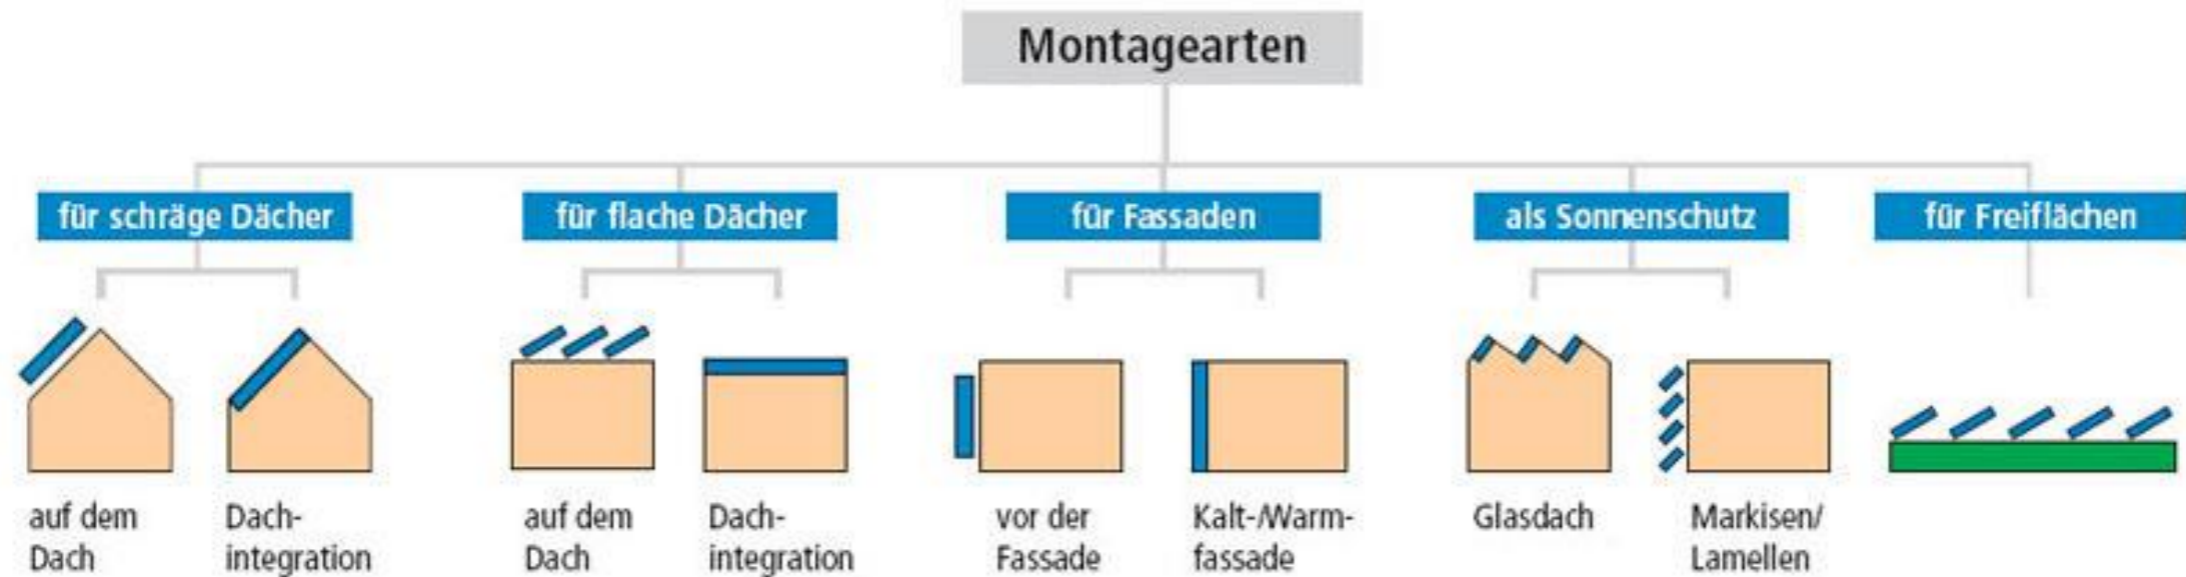 Montagearten
für schräge Dächer
für flache Dächer
für Fassaden
als Sonnenschutz
für Freiflächen
auf dem
Dach
Dach-
integration
auf dem
Dach
Dach-
integration
vor der
Fassade
Kalt-/Warm-
fassade
Glasdach
Markisen/
Lamellen